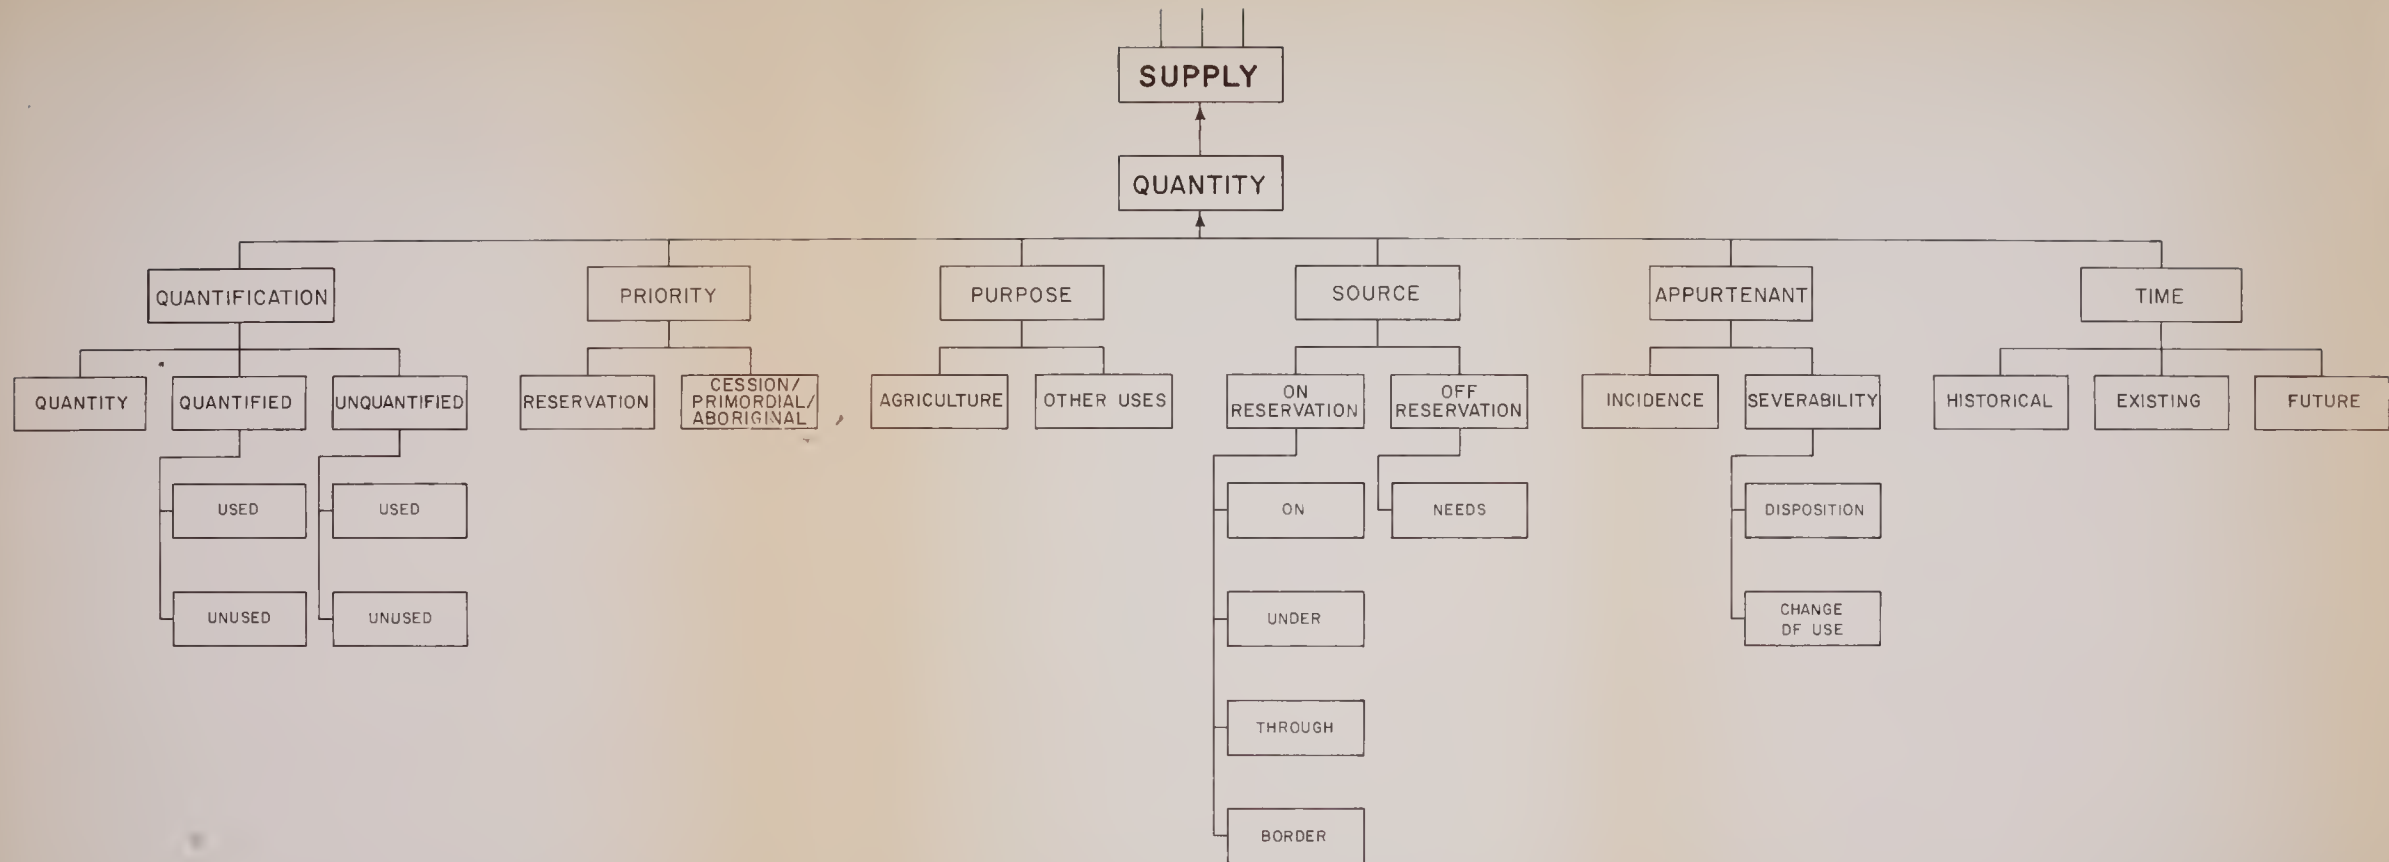 SUPPLY
QUANTITY
QUANTIFICATION
PRIORITY
PURPOSE
SOURCE
APPURTENANT
TIME
QUANTITY
QUANTIFIED
UNQUANTIFIED
RESERVATION
CESSION/
PRIMORDIAL/
ABORIGINAL
AGRICULTURE
OTHER USES
ON
RESERVATION
OFF
RESERVATION
INCIDENCE
SEVERABILITY
HISTORICAL
EXISTING
FUTURE
USED
USED
ON
NEEDS
DISPOSITION
UNUSED
UNUSED
UNDER
CHANGE
OF USE
THROUGH
BORDER